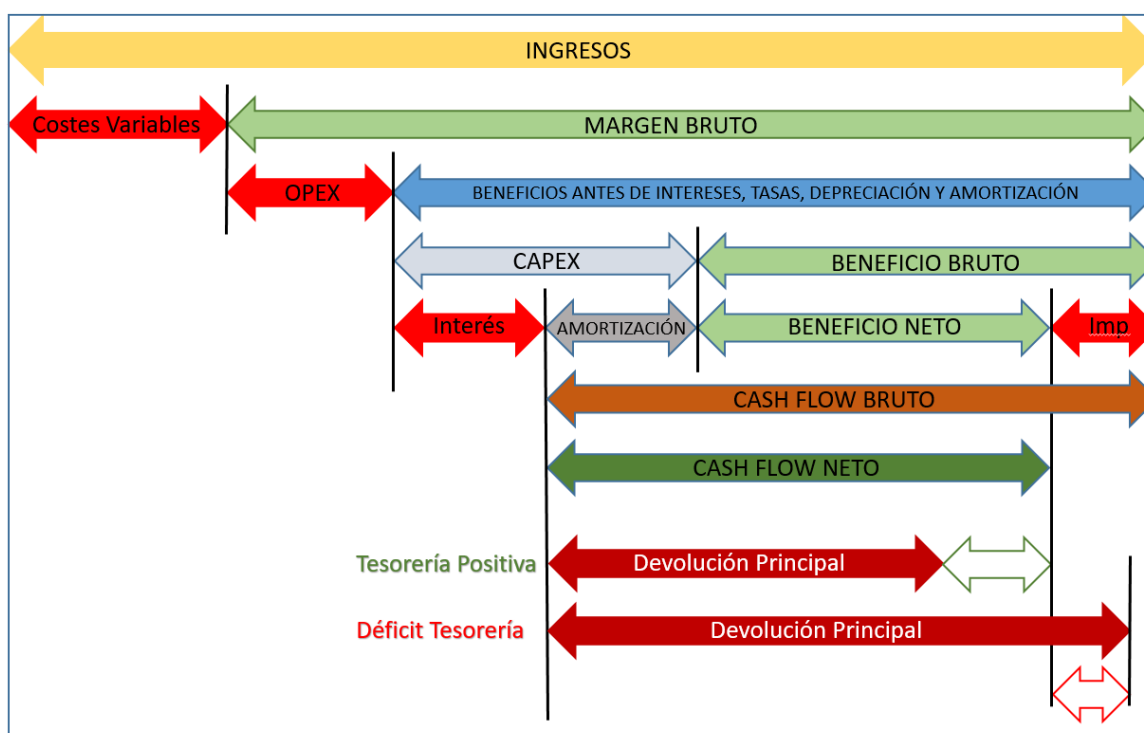 INGRESOS
Costes Variables
MARGEN BRUTO
OPEX
BENEFICIOS ANTES DE INTERESES, TASAS, DEPRECIACIÓN Y AMORTIZACIÓN
CAPEX
BENEFICIO BRUTO
Interés
AMORTIZACIÓN
BENEFICIO NETO
Imp
CASH FLOW BRUTO
CASH FLOW NETO
Tesorería Positiva
Devolución Principal
Déficit Tesorería
Devolución Principal